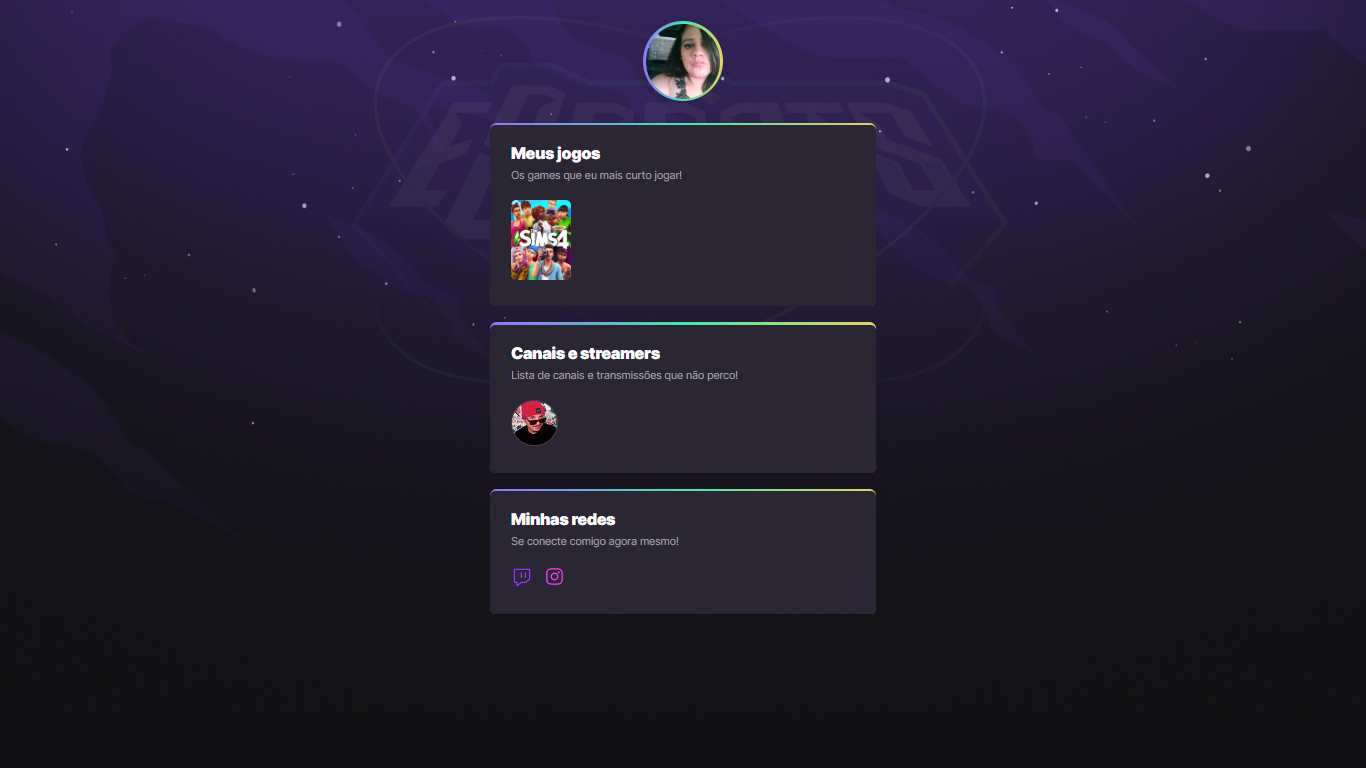 ESPORTS
Meus jogos
Os games que eu mais curto jogar!
SIMS4
Canais e streamers
Lista de canais e transmissões que não perco!
Minhas redes
Se conecte comigo agora mesmo!